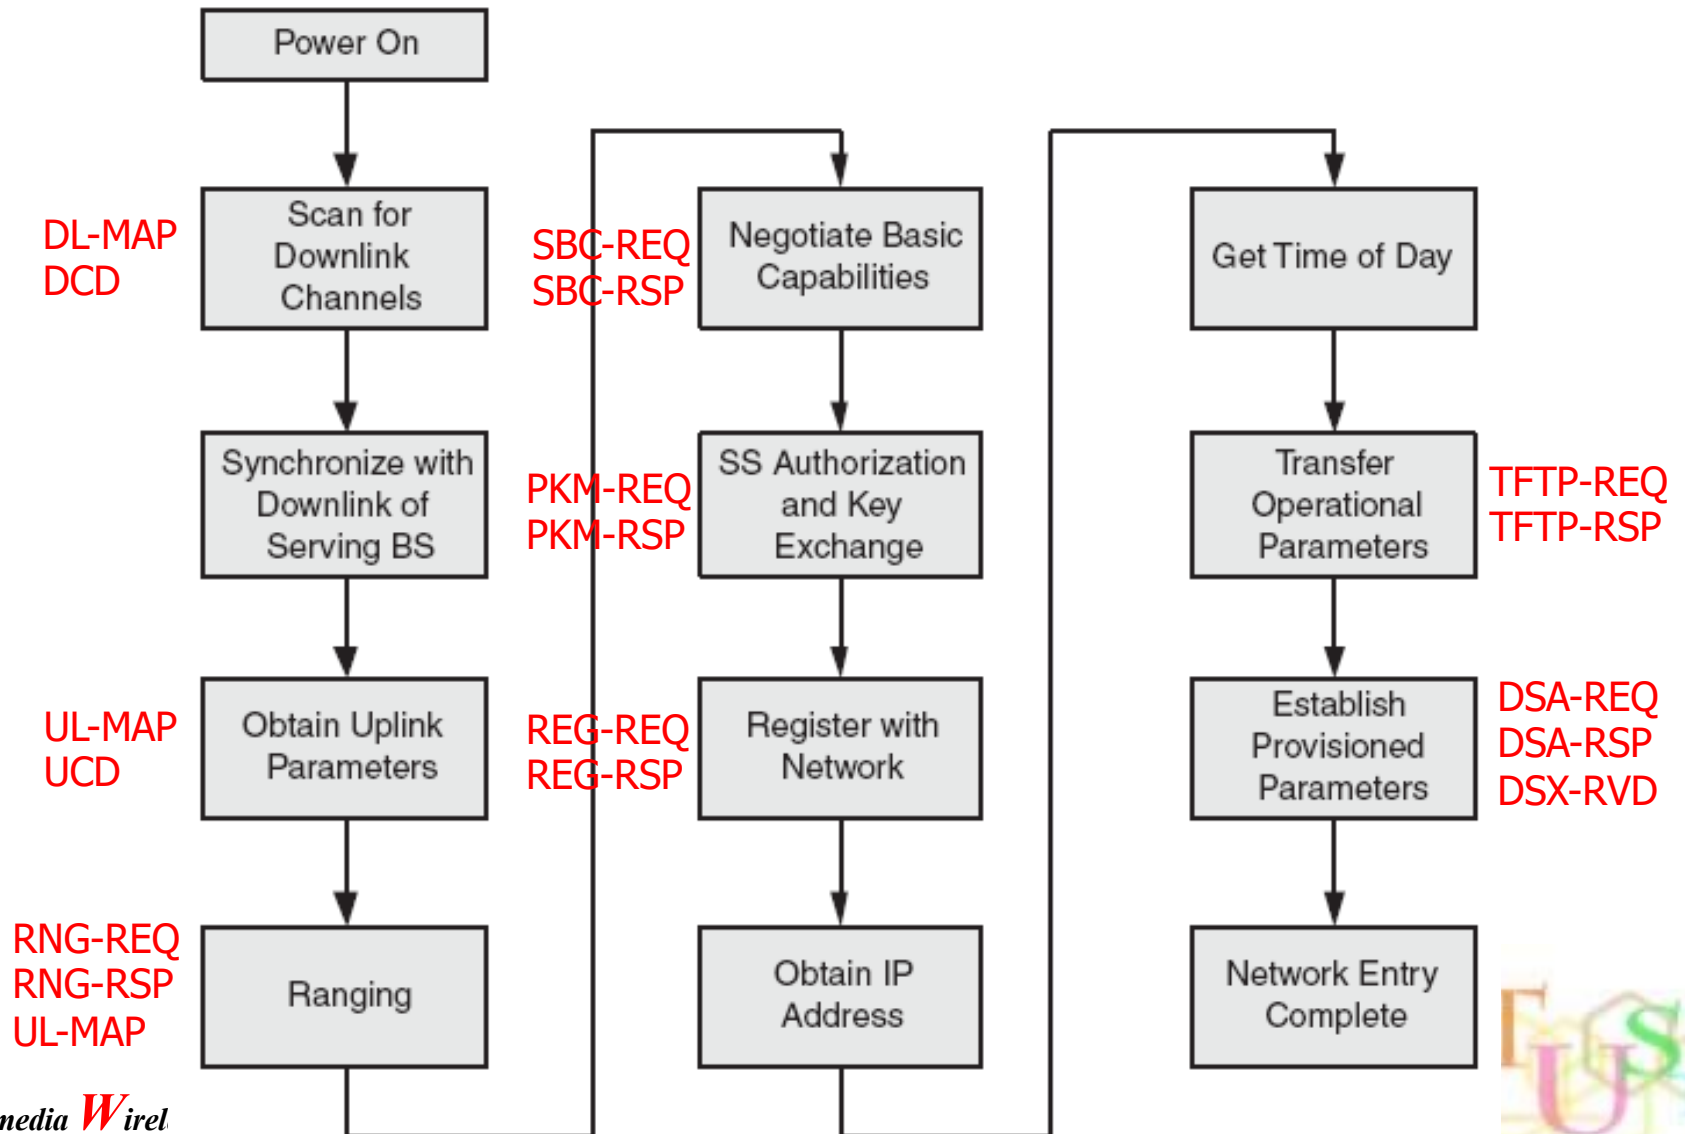 Power On
DL-MAP
DCD
Scan for
Downlink
Channels
Synchronize with
Downlink of
Serving BS
UL-MAP
UCD
Obtain Uplink
Parameters
RNG-REQ
RNG-RSP
UL-MAP
Ranging
SBC-REQ
SBC-RSP
Negotiate Basic
Capabilities
PKM-REQ
PKM-RSP
SS Authorization
and Key
Exchange
REG-REQ
REG-RSP
Register with
Network
Obtain IP
Address
Get Time of Day
Transfer
Operational
Parameters
TFTP-REQ
TFTP-RSP
Establish
Provisioned
Parameters
DSA-REQ
DSA-RSP
DSX-RVD
Network Entry
Complete
media Wirel
T U S